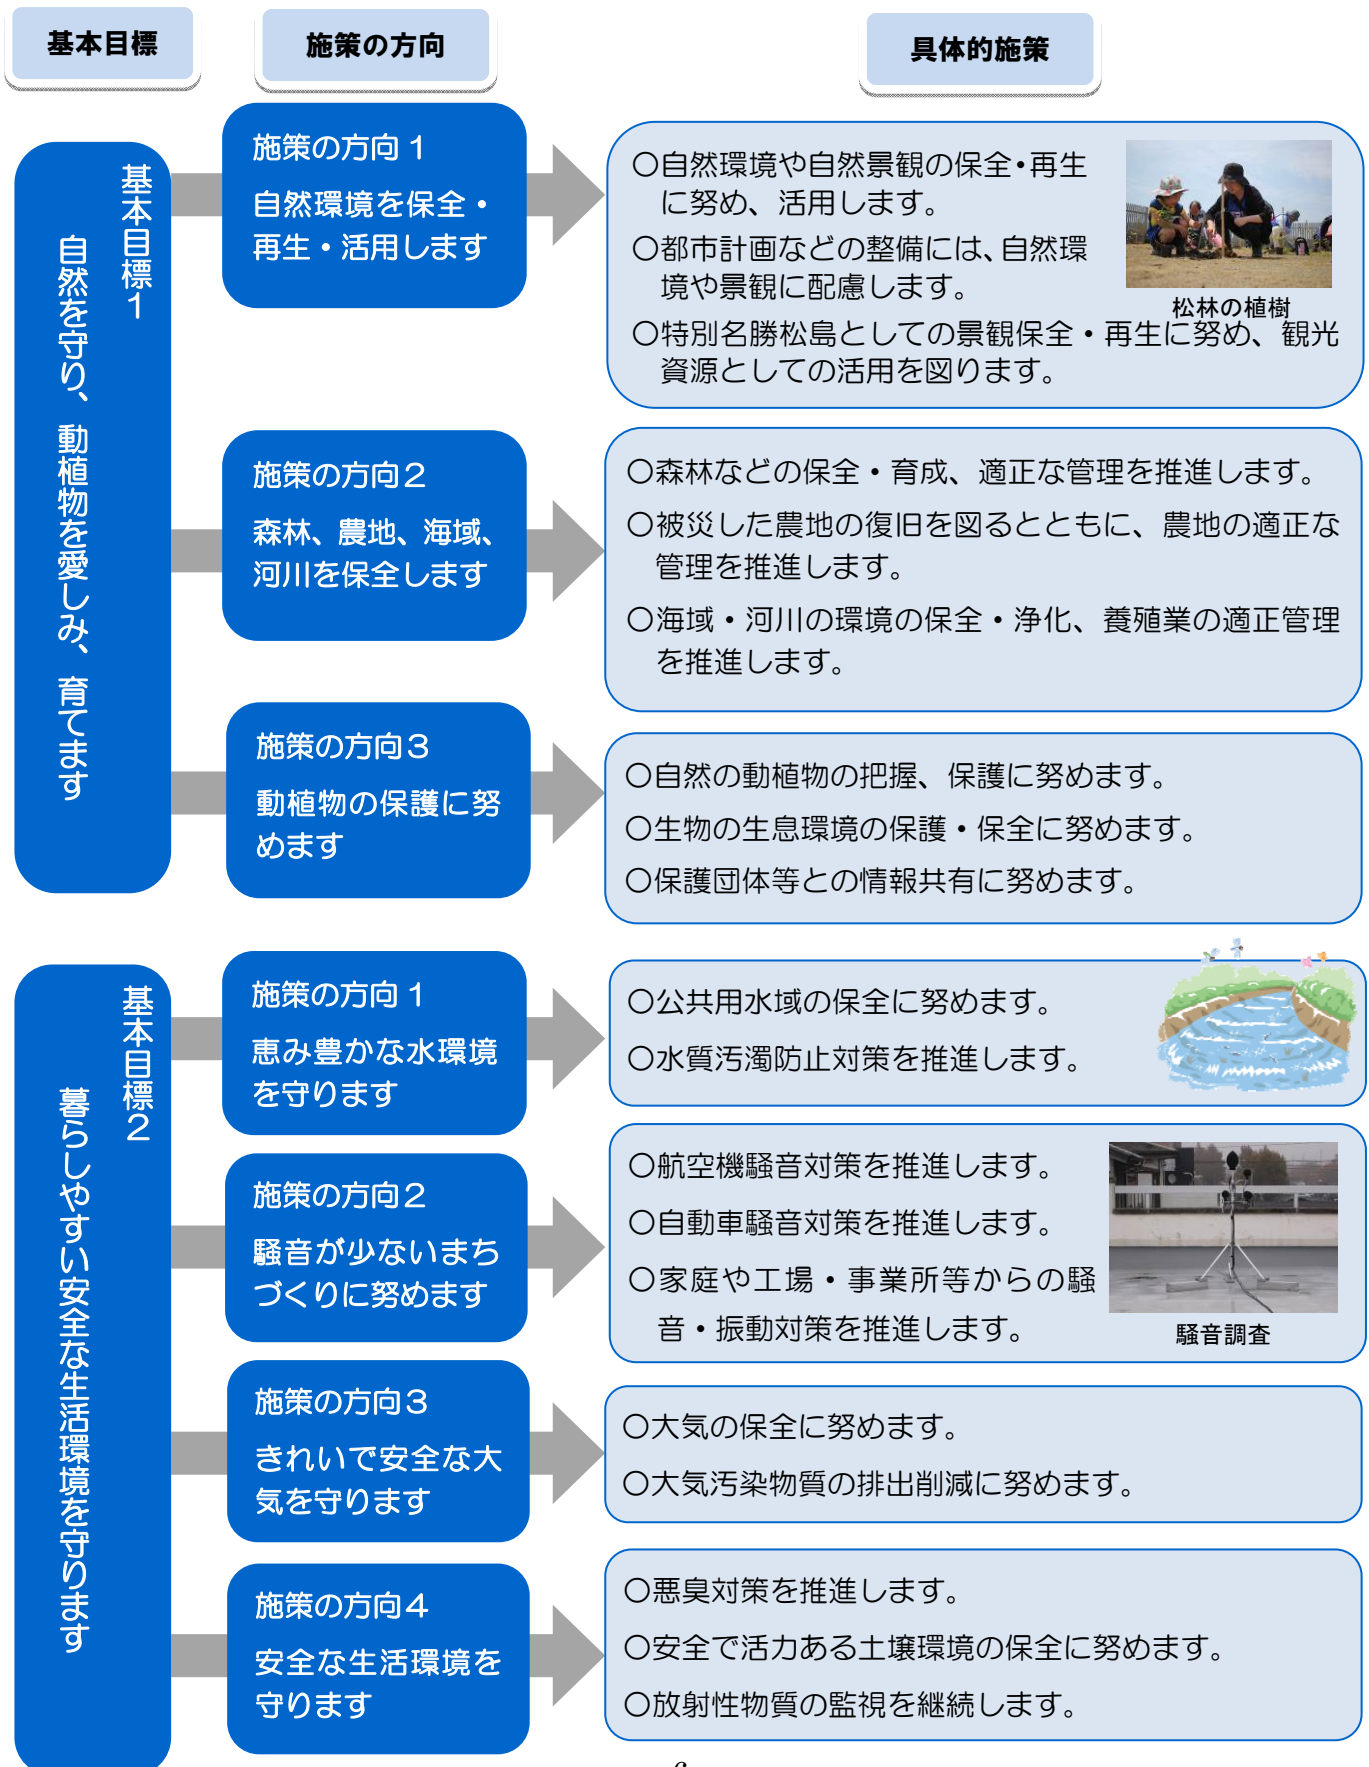 基本目標
施策の方向
具体的施策
基本目標1
自然を守り、動植物を愛しみ、育てます
施策の方向1
自然環境を保全・
再生・活用します
○自然環境や自然景観の保全・再生
に努め、活用します。
○都市計画などの整備には、自然環
境や景観に配慮します。
松林の植樹
○特別名勝松島としての景観保全・再生に努め、観光
資源としての活用を図ります。
施策の方向2
森林、農地、海域、
河川を保全します
○森林などの保全・育成、適正な管理を推進します。
○被災した農地の復旧を図るとともに、農地の適正な
管理を推進します。
○海域・河川の環境の保全・浄化、養殖業の適正管理
を推進します。
施策の方向3
動植物の保護に努
めます
○自然の動植物の把握、保護に努めます。
○生物の生息環境の保護・保全に努めます。
○保護団体等との情報共有に努めます。
基本目標2
暮らしやすい安全な生活環境を守ります
施策の方向1
恵み豊かな水環境
を守ります
○公共用水域の保全に努めます。
○水質汚濁防止対策を推進します。
施策の方向2
騒音が少ないまち
づくりに努めます
○航空機騒音対策を推進します。
○自動車騒音対策を推進します。
○家庭や工場・事業所等からの騒
音・振動対策を推進します。
騒音調査
施策の方向3
きれいで安全な大
気を守ります
○大気の保全に努めます。
○大気汚染物質の排出削減に努めます。
施策の方向4
安全な生活環境を
守ります
○悪臭対策を推進します。
○安全で活力ある土壌環境の保全に努めます。
○放射性物質の監視を継続します。